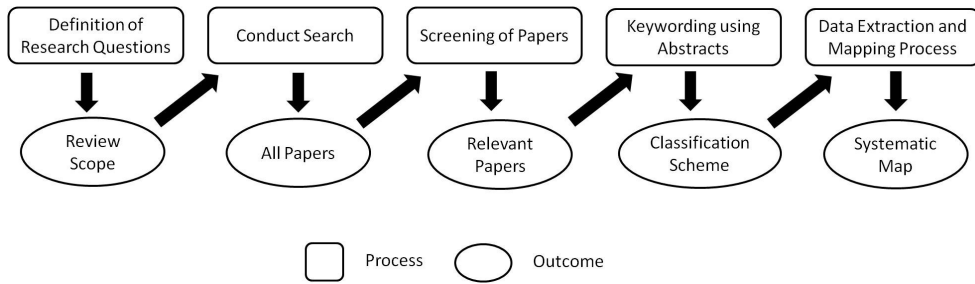 Definition of
Research Questions
Conduct Search
Screening of Papers
Keywording using
Abstracts
Data Extraction and
Mapping Process
Review
Scope
All Papers
Relevant
Papers
Classification
Scheme
Systematic
Map
Process
Outcome